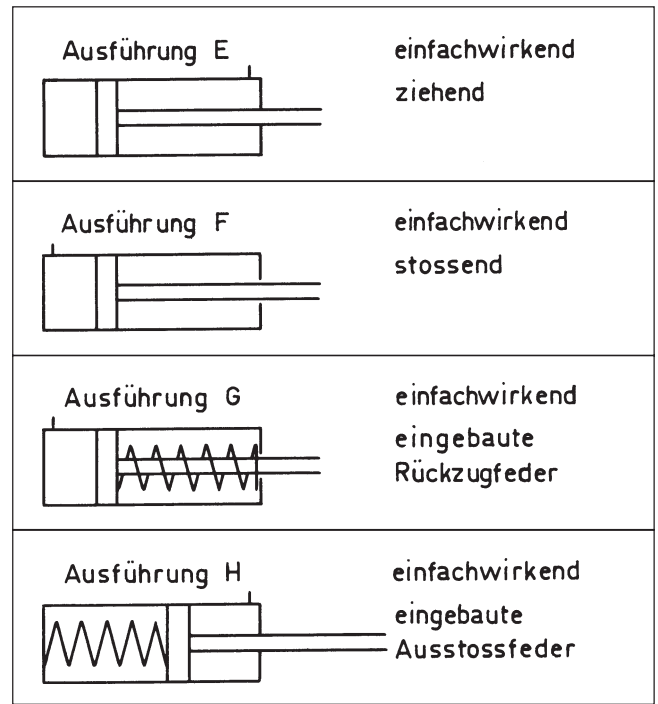 Ausführung E
einfachwirkend
ziehend
Ausführung F
einfachwirkend
stossend
Ausführung G
einfachwirkend
eingebaute
Rückzugfeder
Ausführung H
einfachwirkend
eingebaute
Ausstossfeder